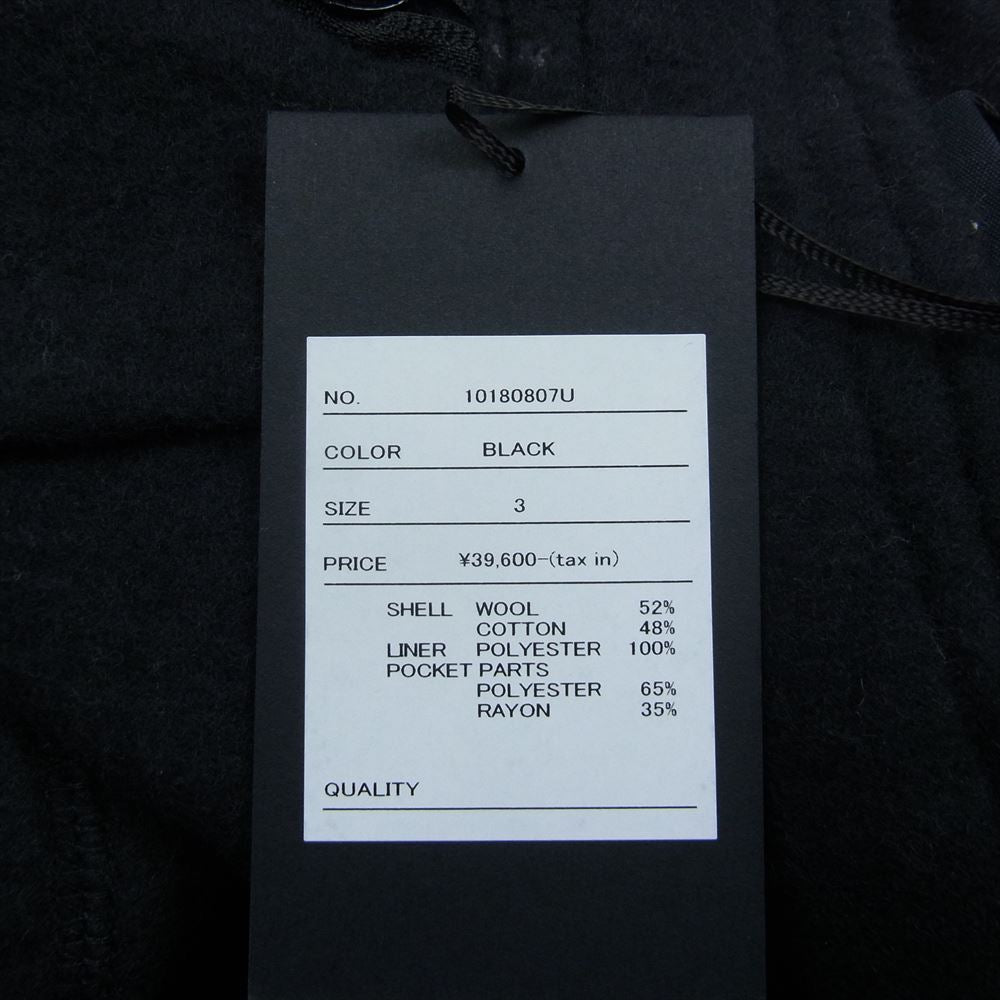 NO. 10180807U
COLOR BLACK
SIZE 3
PRICE ¥39,600-(tax in)
SHELL WOOL 52%
COTTON 48%
LINER POLYESTER 100%
POCKET PARTS
POLYESTER 65%
RAYON 35%
QUALITY